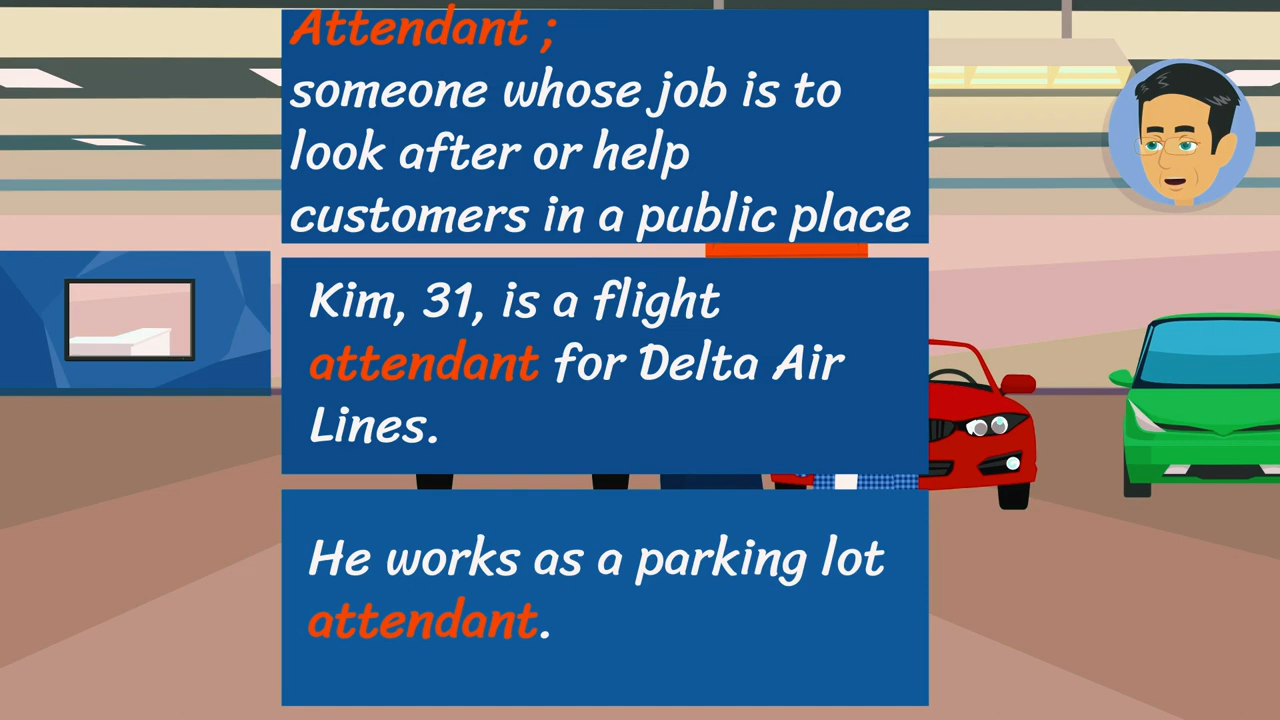 Attendant ;
someone whose job is to
look after or help
customers in a public place
Kim, 31, is a flight
attendant for Delta Air
Lines.
He works as a parking lot
attendant.